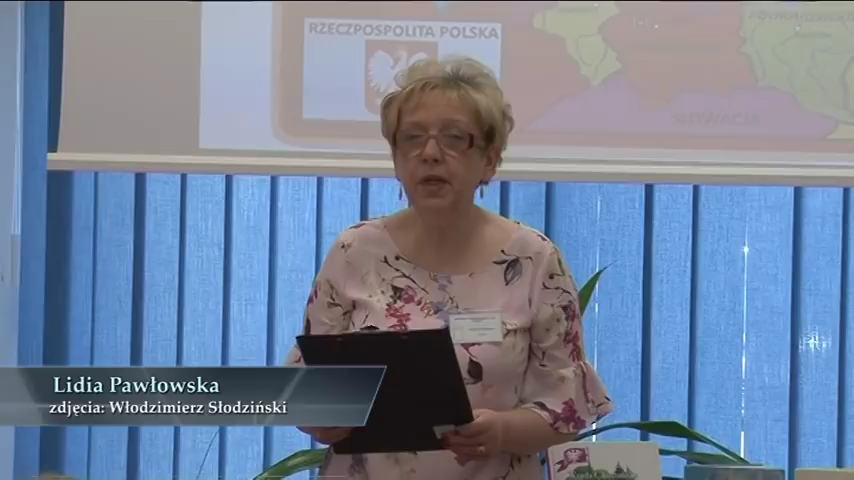 RZECZPOSPOLITA POLSKA
SŁOWACJA
Lidia Pawłowska
zdjęcia: Włodzimierz Słodziński